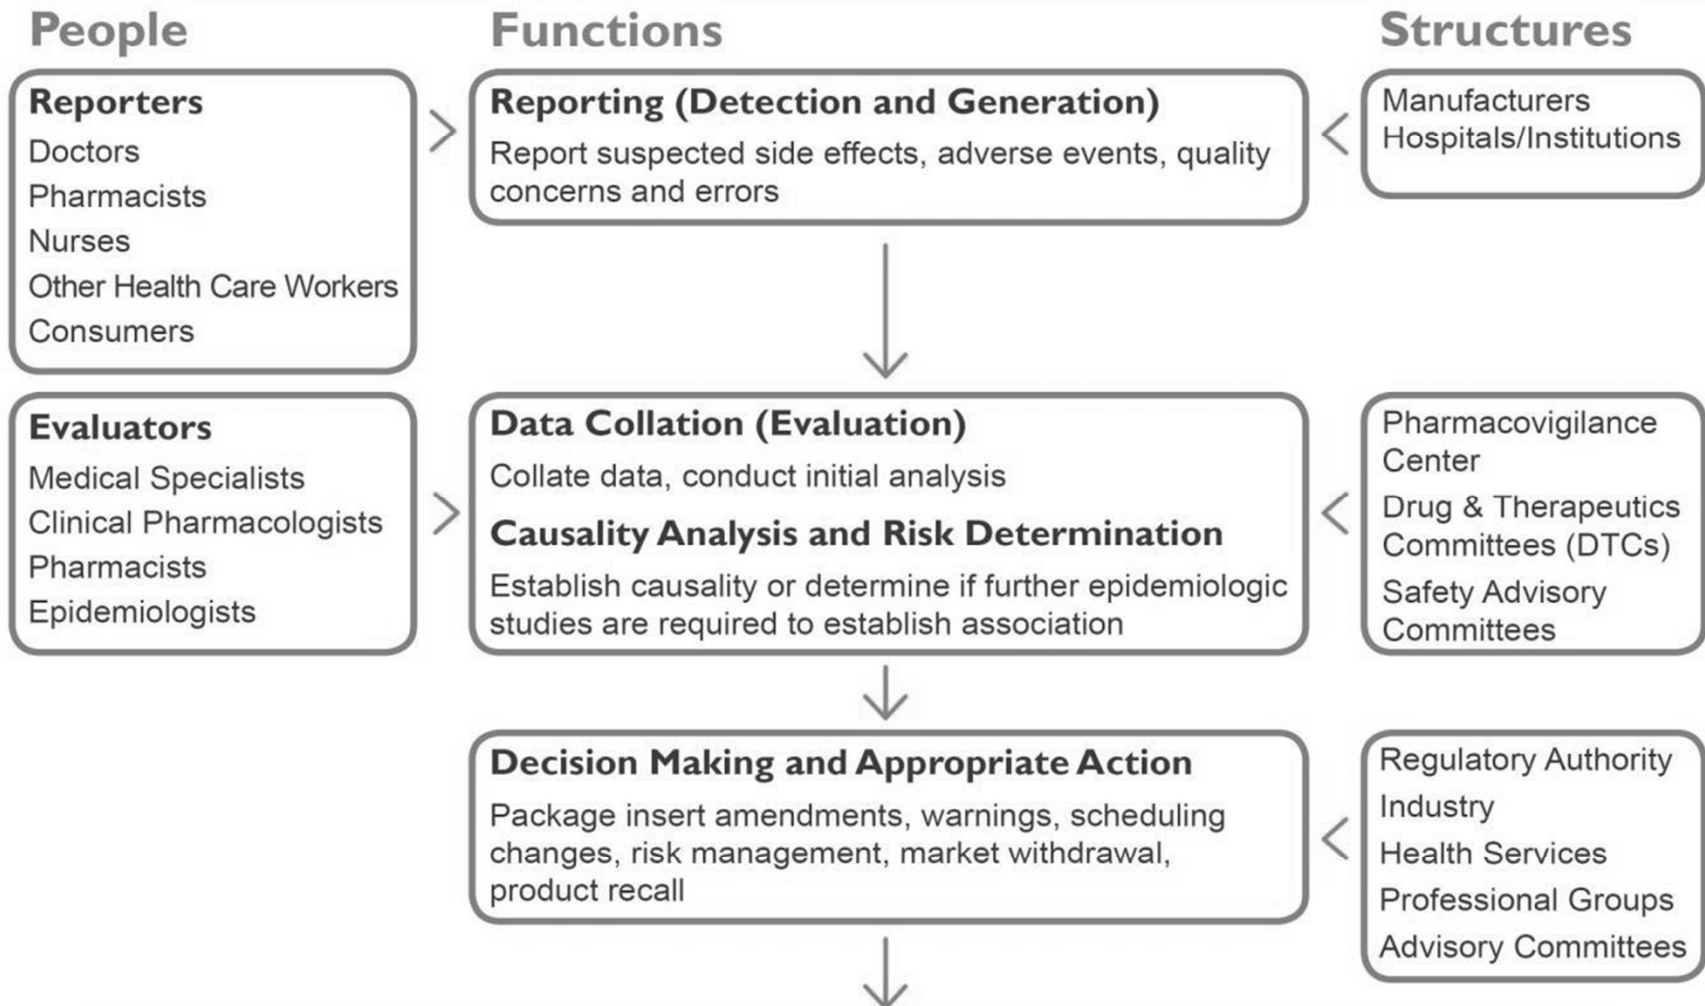 People
Functions
Structures
Reporters
Doctors
Pharmacists
Nurses
Other Health Care Workers
Consumers
Reporting (Detection and Generation)
Report suspected side effects, adverse events, quality
concerns and errors
Manufacturers
Hospitals/Institutions
Evaluators
Medical Specialists
Clinical Pharmacologists
Pharmacists
Epidemiologists
Data Collation (Evaluation)
Collate data, conduct initial analysis
Causality Analysis and Risk Determination
Establish causality or determine if further epidemiologic
studies are required to establish association
Pharmacovigilance
Center
Drug & Therapeutics
Committees (DTCs)
Safety Advisory
Committees
Decision Making and Appropriate Action
Package insert amendments, warnings, scheduling
changes, risk management, market withdrawal,
product recall
Regulatory Authority
Industry
Health Services
Professional Groups
Advisory Committees